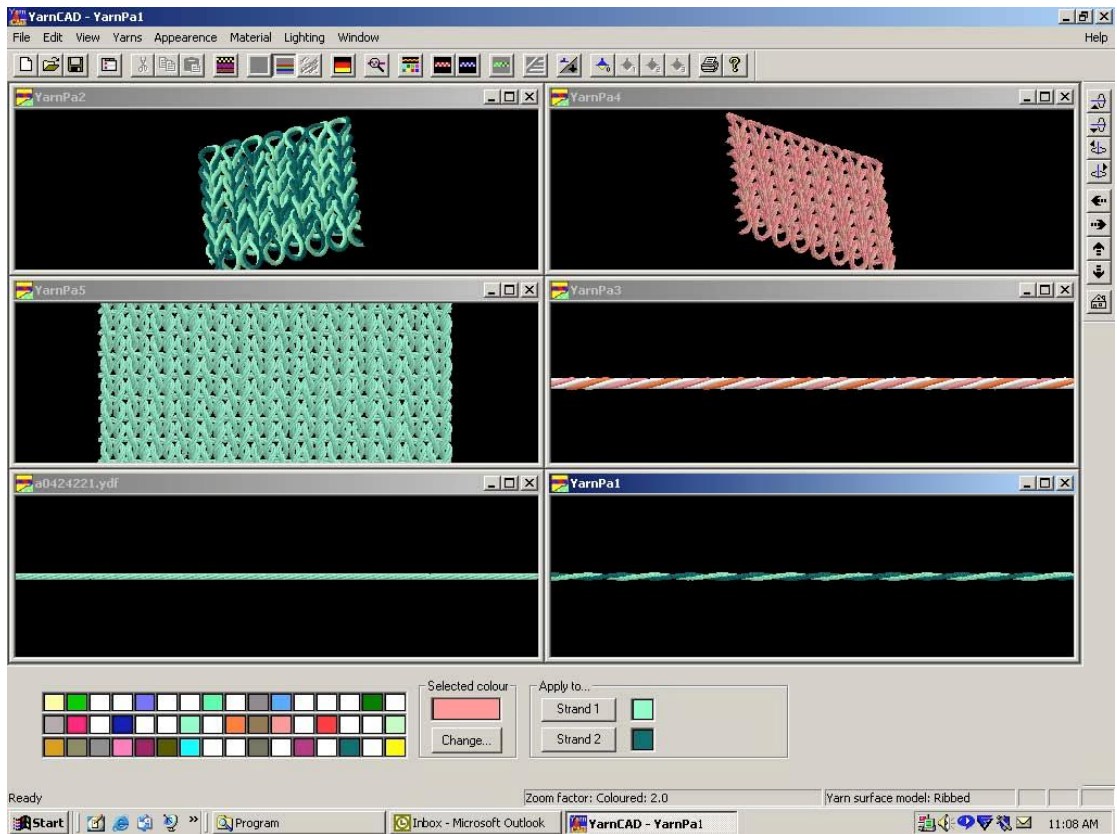 YarnCAD - YarnPa1
File Edit View Yarns Appearence Material Lighting Window Help
YarnPa2
YarnPa4
YarnPa5
YarnPa3
a0424221.ydf
YarnPa1
Selected colour
Apply to...
Strand 1
Change...
Strand 2
Ready
Zoom factor: Coloured: 2.0
Yarn surface model: Ribbed
Start
»
Program
Inbox - Microsoft Outlook
YarnCAD - YarnPa1
11:08 AM